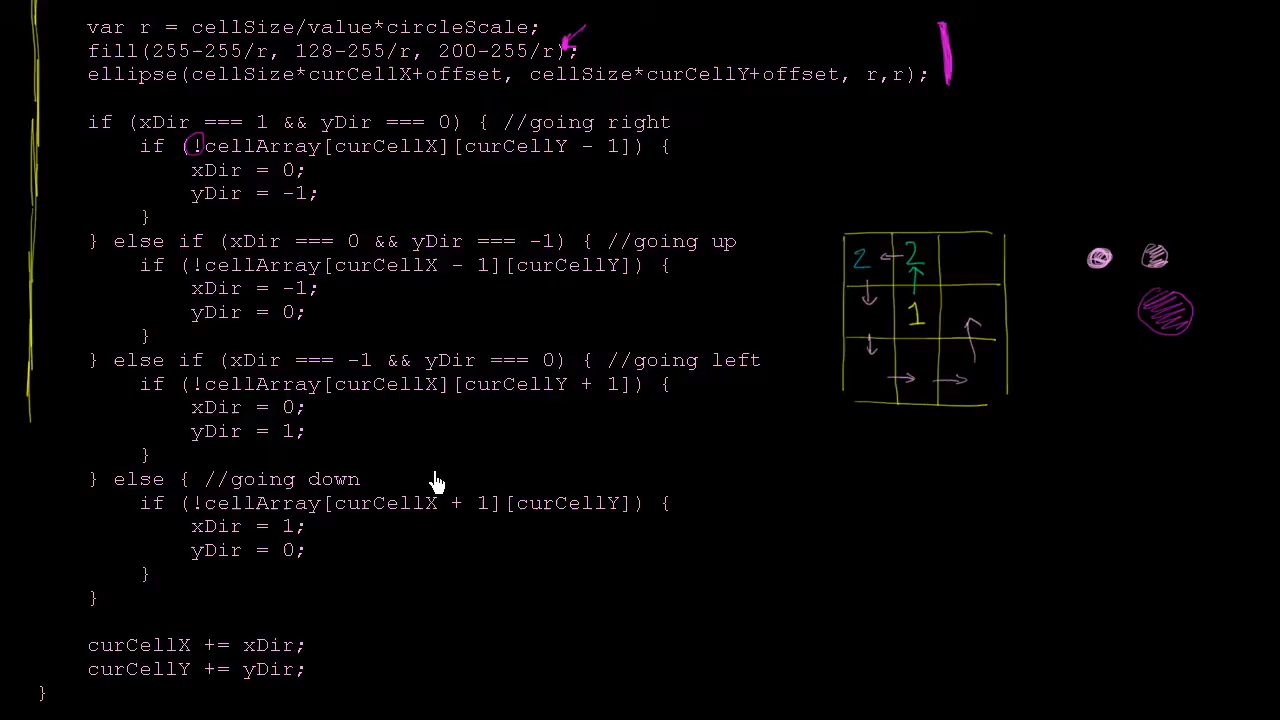 var r = cellSize/value*circleScale;
fill(255-255/r, 128-255/r, 200-255/r);
ellipse(cellSize*curCellX+offset, cellSize*curCellY+offset, r,r);
if (xDir === 1 && yDir === 0) { //going right
if (!cellArray[curCellX][curCellY - 1]) {
xDir = 0;
yDir = -1;
}
} else if (xDir === 0 && yDir === -1) { //going up
if (!cellArray[curCellX - 1][curCellY]) {
xDir = -1;
yDir = 0;
}
} else if (xDir === -1 && yDir === 0) { //going left
if (!cellArray[curCellX][curCellY + 1]) {
xDir = 0;
yDir = 1;
}
} else { //going down
if (!cellArray[curCellX + 1][curCellY]) {
xDir = 1;
yDir = 0;
}
}
curCellX += xDir;
curCellY += yDir;
}
2 2
1